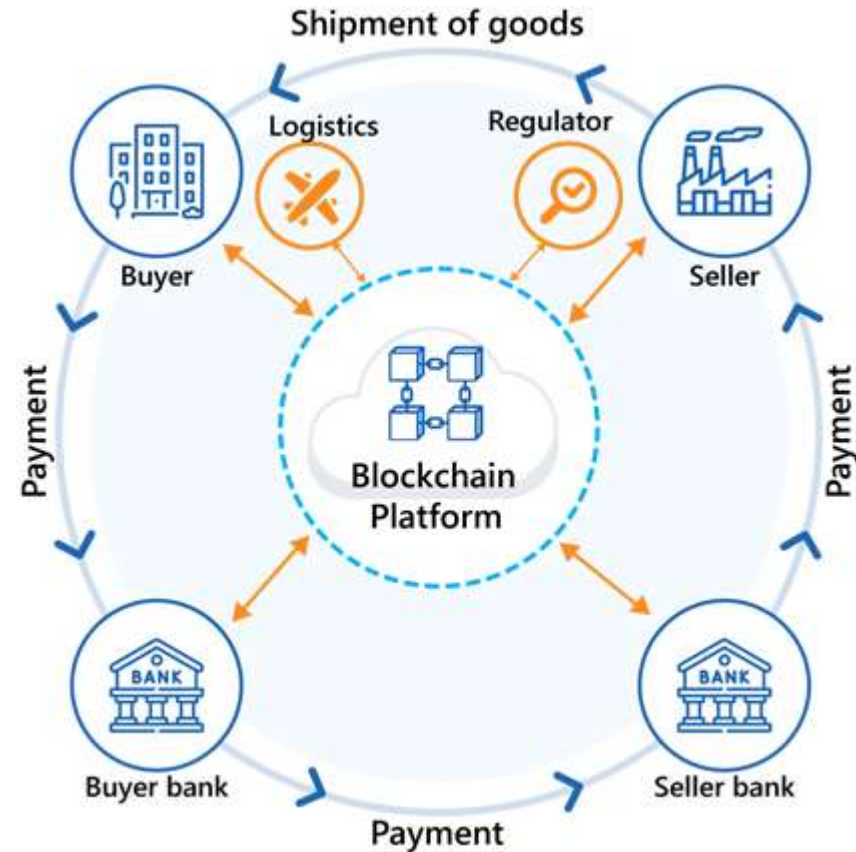 Shipment of goods
Logistics
Regulator
Buyer
Seller
Payment
Payment
Blockchain
Platform
BANK
BANK
Buyer bank
Seller bank
Payment